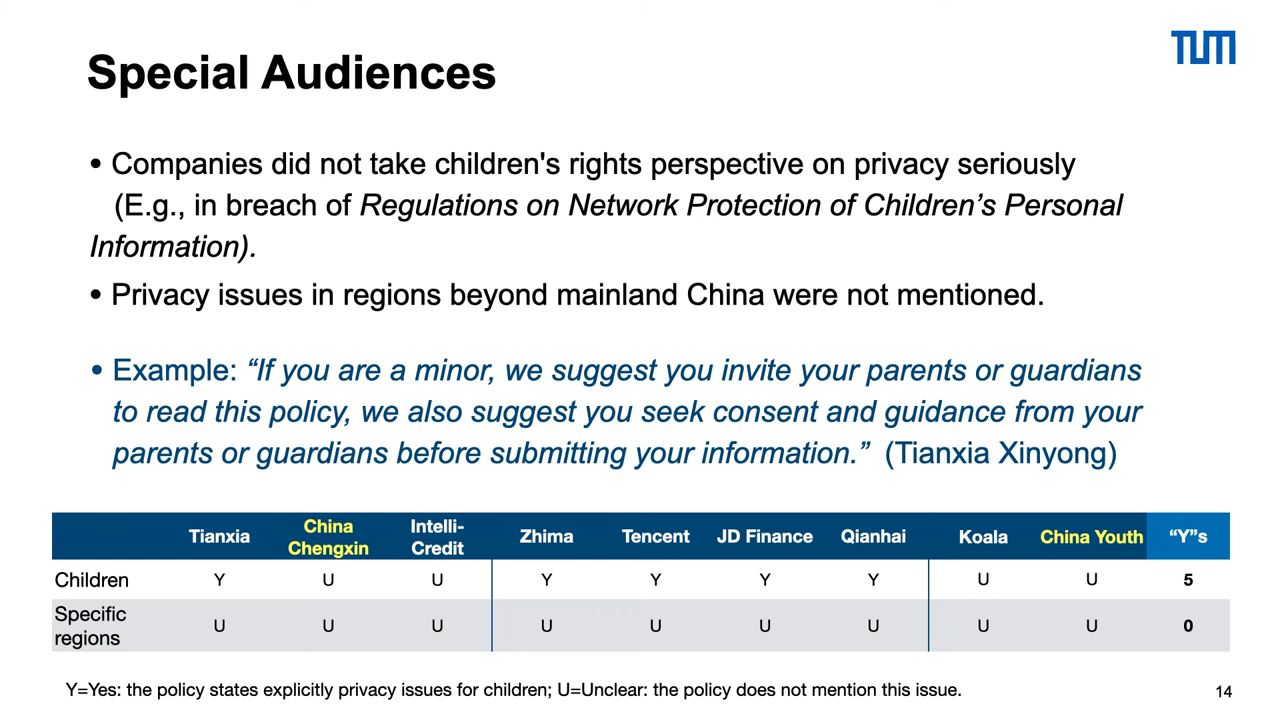 TUM
Special Audiences
• Companies did not take children's rights perspective on privacy seriously
(E.g., in breach of Regulations on Network Protection of Children’s Personal
Information).
• Privacy issues in regions beyond mainland China were not mentioned.
• Example: “If you are a minor, we suggest you invite your parents or guardians
to read this policy, we also suggest you seek consent and guidance from your
parents or guardians before submitting your information.” (Tianxia Xinyong)
Tianxia China Chengxin Intelli-Credit Zhima Tencent JD Finance Qianhai Koala China Youth “Y”s
Children Y U U Y Y Y Y U U 5
Specific regions U U U U U U U U U 0
Y=Yes: the policy states explicitly privacy issues for children; U=Unclear: the policy does not mention this issue.
14